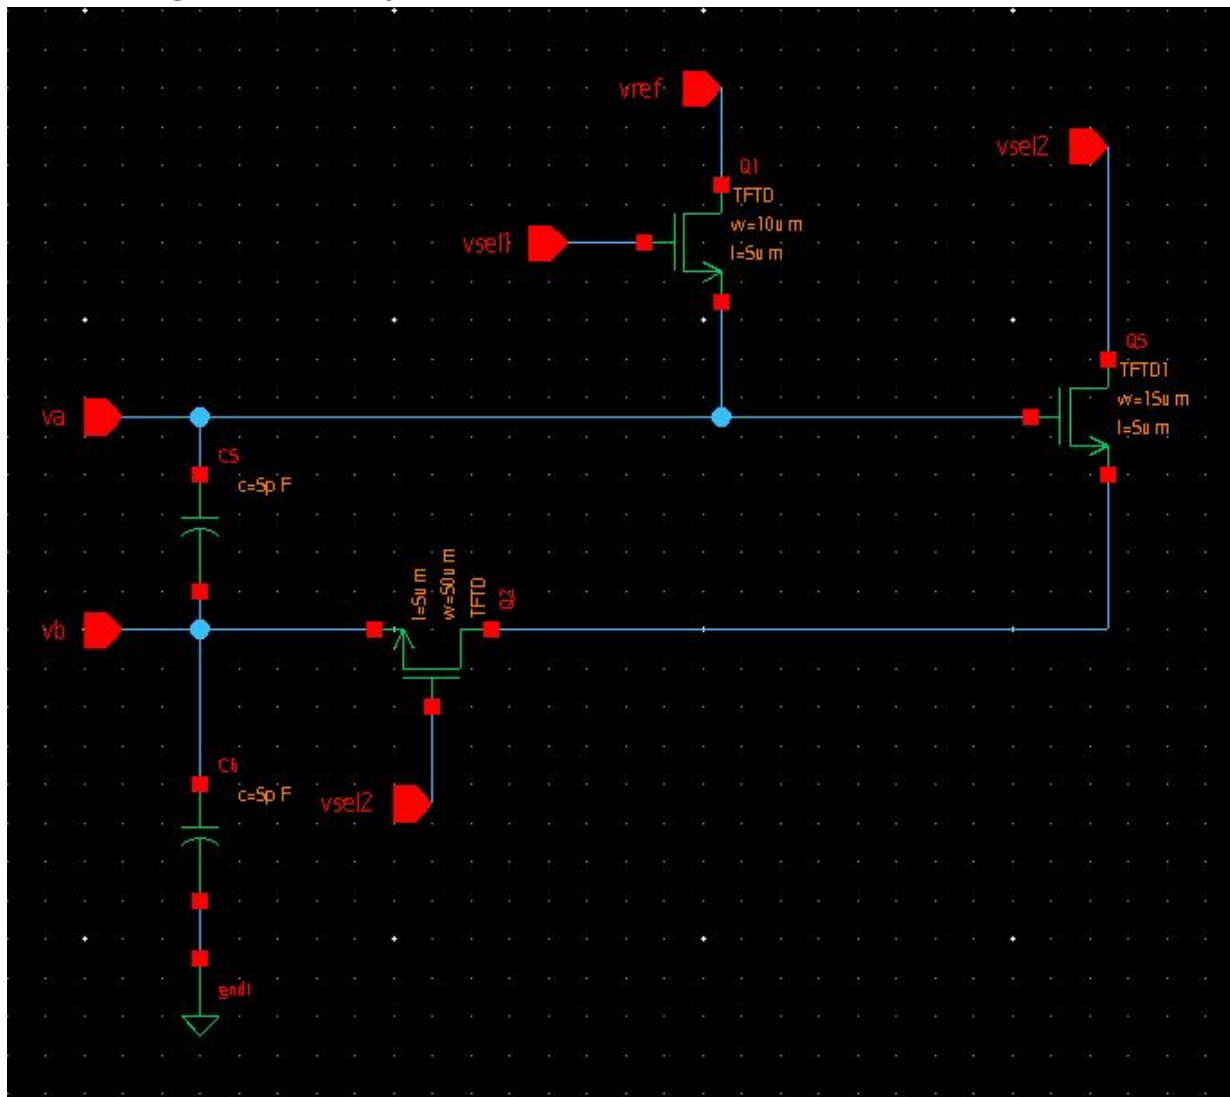 vref
vsel2
Q1
TFTD
w=10u m
l=5u m
vsel1
Q5
TFTD1
w=15u m
l=5u m
va
C5
c=5p F
l=5u m
w=50u m
TFTD
Q2
vb
C6
c=5p F
vsel2
gnd!